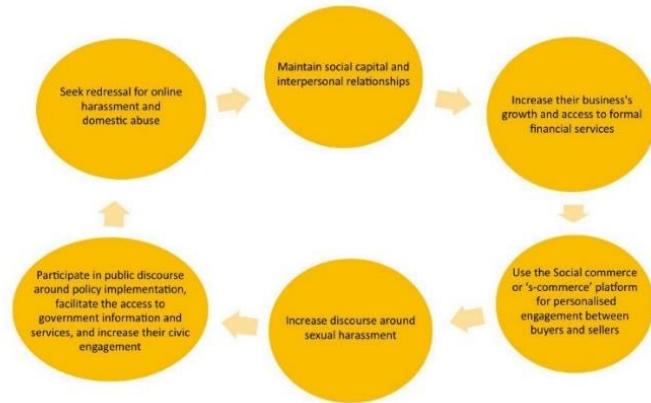 Maintain social capital and
interpersonal relationships
Increase their business's
growth and access to formal
financial services
Use the Social commerce
or 's-commerce' platform
for personalised
engagement between
buyers and sellers
Increase discourse around
sexual harassment
Participate in public discourse
around policy implementation,
facilitate the access to
government information and
services, and increase their civic
engagement
Seek redressal for online
harassment and
domestic abuse